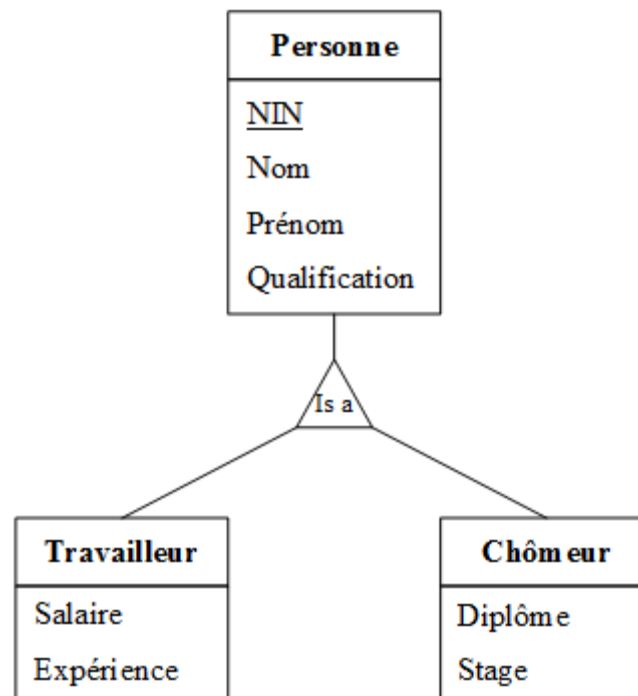 Personne
NIN
Nom
Prénom
Qualification
Is a
Travailleur
Salaire
Expérience
Chômeur
Diplôme
Stage